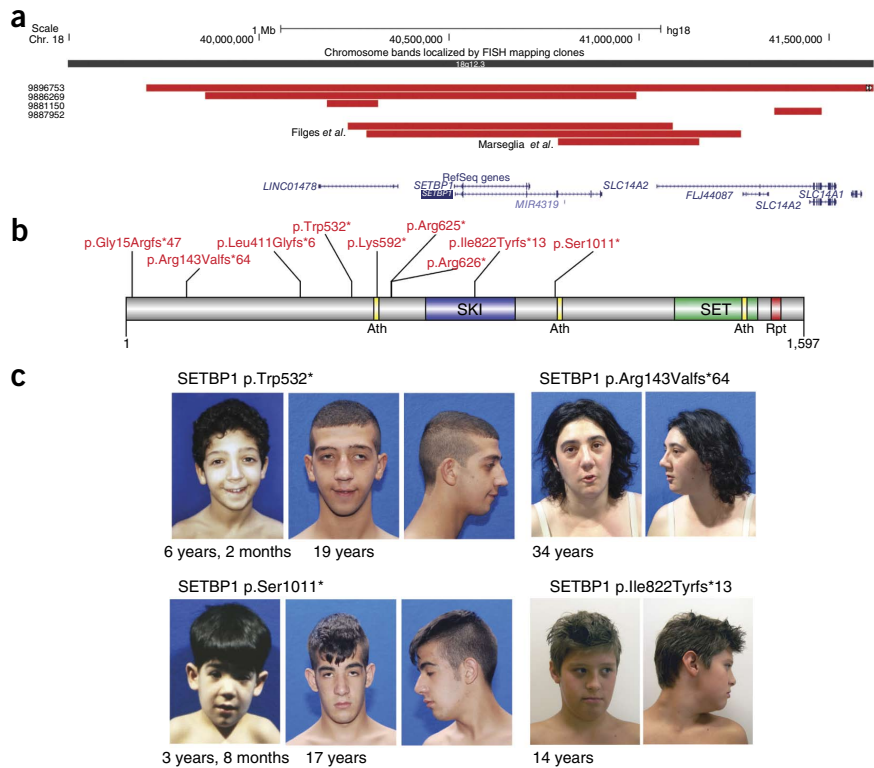 a
Scale
1 Mb
hg18
Chr. 18
40,000,000
40,500,000
41,000,000
41,500,000
Chromosome bands localized by FISH mapping clones
18q12.3
9896753
9886269
9881150
9887952
Filges et al.
Marseglia et al.
RefSeq genes
LINC01478
SETBP1
SLC14A2
SETBP1
FLJ44087
SLC14A1
MIR4319
SLC14A2
b
p.Gly15Argfs*47
p.Arg143Valfs*64
p.Leu411Glyfs*6
p.Trp532*
p.Lys592*
p.Arg625*
p.Arg626*
p.Ile822Tyrfs*13
p.Ser1011*
SKI
SET
Ath
Ath
Ath
Rpt
1
1,597
c
SETBP1 p.Trp532*
SETBP1 p.Arg143Valfs*64
6 years, 2 months
19 years
34 years
SETBP1 p.Ser1011*
SETBP1 p.Ile822Tyrfs*13
3 years, 8 months
17 years
14 years